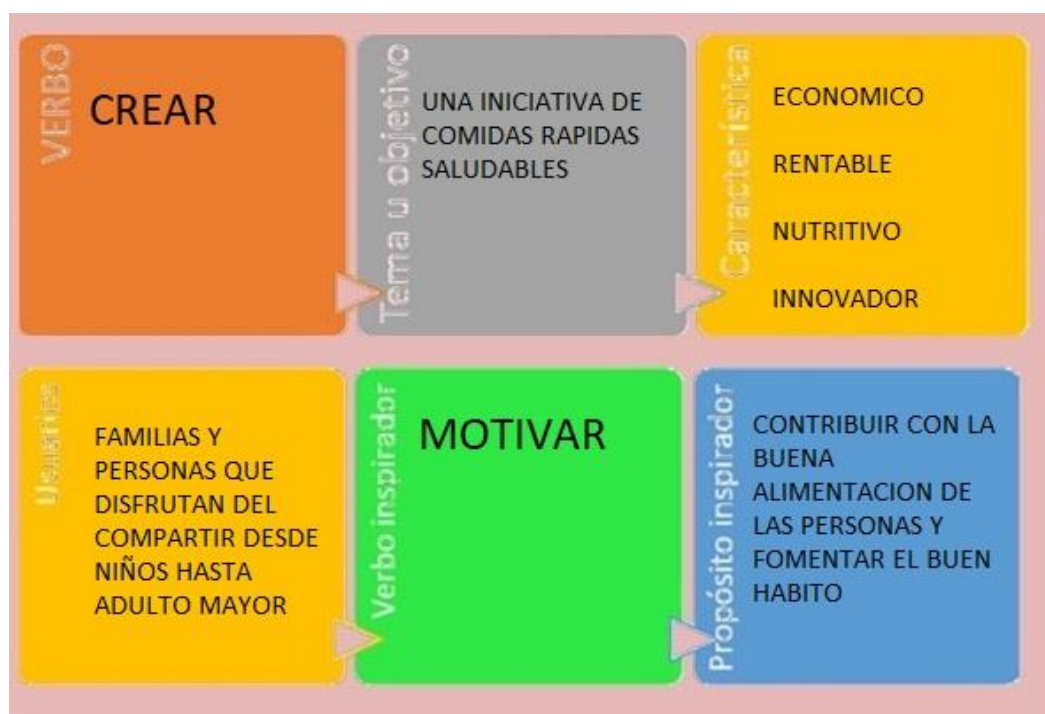 VERBO
CREAR
Tema u objetivo
UNA INICIATIVA DE
COMIDAS RAPIDAS
SALUDABLES
Característica
ECONOMICO
RENTABLE
NUTRITIVO
INNOVADOR
Usuarios
FAMILIAS Y
PERSONAS QUE
DISFRUTAN DEL
COMPARTIR DESDE
NIÑOS HASTA
ADULTO MAYOR
Verbo inspirador
MOTIVAR
Propósito inspirador
CONTRIBUIR CON LA
BUENA
ALIMENTACION DE
LAS PERSONAS Y
FOMENTAR EL BUEN
HABITO